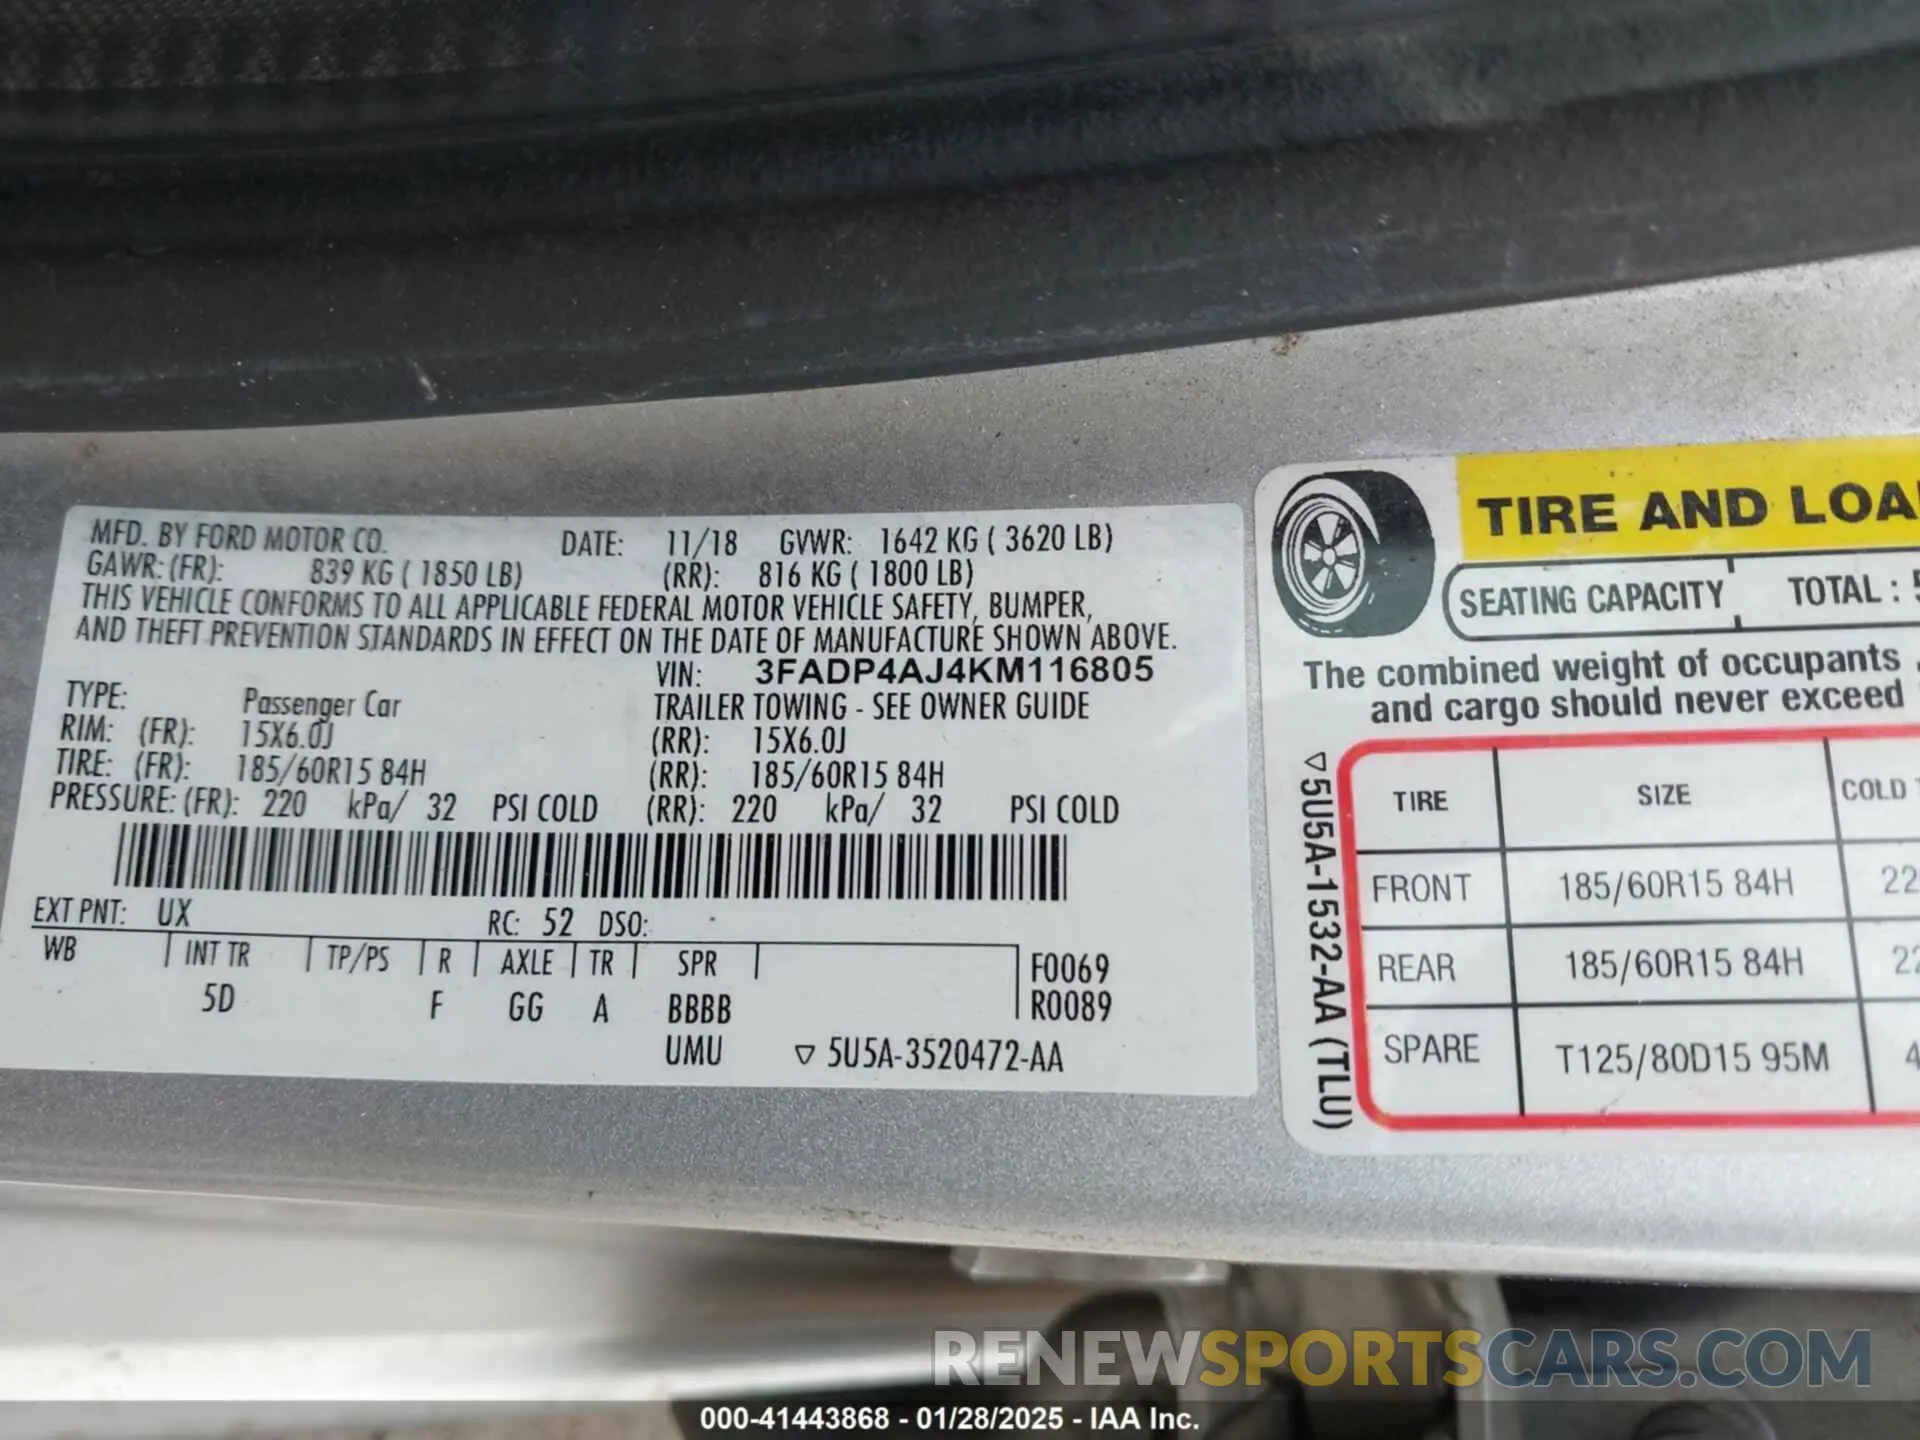 MFD. BY FORD MOTOR CO. DATE: 11/18 GVWR: 1642 KG ( 3620 LB)
GAWR: (FR): 839 KG ( 1850 LB) (RR): 816 KG ( 1800 LB)
THIS VEHICLE CONFORMS TO ALL APPLICABLE FEDERAL MOTOR VEHICLE SAFETY, BUMPER,
AND THEFT PREVENTION STANDARDS IN EFFECT ON THE DATE OF MANUFACTURE SHOWN ABOVE.
VIN: 3FADP4AJ4KM116805
TYPE: Passenger Car TRAILER TOWING - SEE OWNER GUIDE
RIM: (FR): 15X6.0J (RR): 15X6.0J
TIRE: (FR): 185/60R15 84H (RR): 185/60R15 84H
PRESSURE: (FR): 220 kPa/ 32 PSI COLD (RR): 220 kPa/ 32 PSI COLD
EXT PNT: UX RC: 52 DSO:
WB INT TR TP/PS R AXLE TR SPR F0069
5D F GG A BBBB R0089
UMU ▽ 5U5A-3520472-AA
TIRE AND LOA
SEATING CAPACITY TOTAL : 5
The combined weight of occupants
and cargo should never exceed
▽5U5A-1532-AA (TLU)
TIRE SIZE COLD
FRONT 185/60R15 84H 22
REAR 185/60R15 84H 22
SPARE T125/80D15 95M 4
RENEWSPORTSCARS.COM
000-41443868 - 01/28/2025 - IAA Inc.